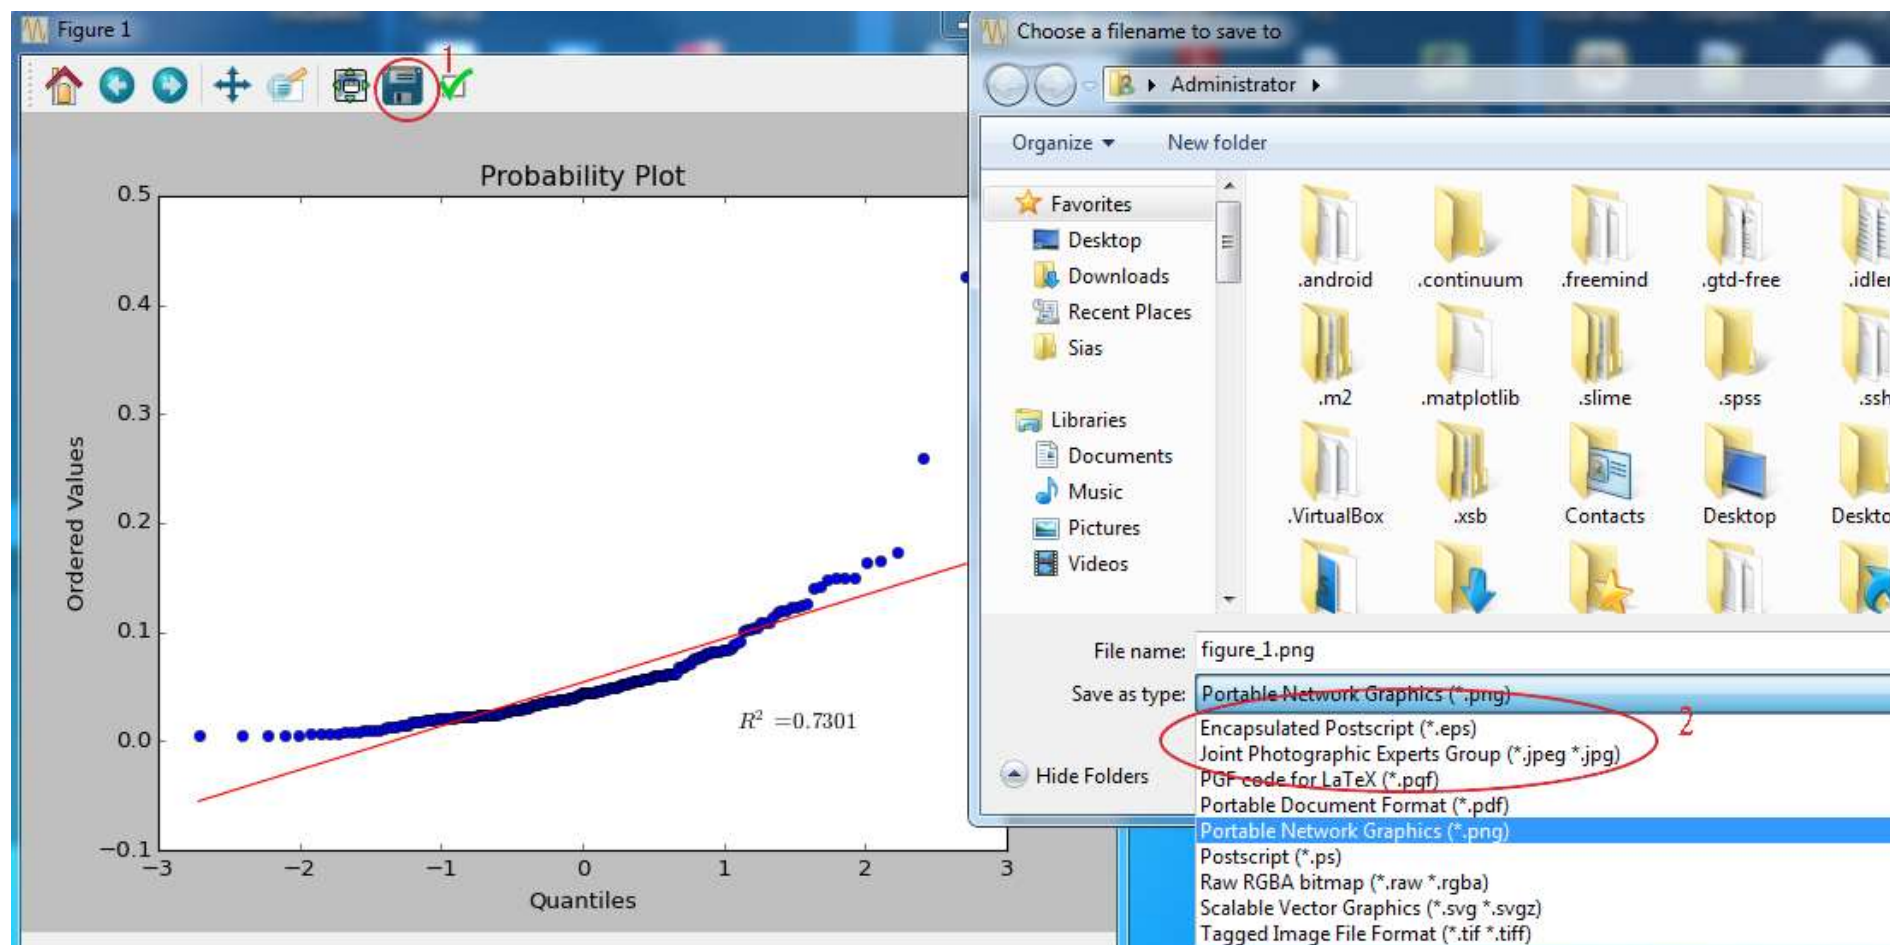 Figure 1
1
Probability Plot
0.5
0.4
0.3
0.2
0.1
0.0
−0.1
Ordered Values
R² =0.7301
−3 −2 −1 0 1 2 3
Quantiles
Choose a filename to save to
Administrator
Organize New folder
Favorites
Desktop
Downloads
Recent Places
Sias
Libraries
Documents
Music
Pictures
Videos
.android .continuum .freemind .gtd-free .idler
.m2 .matplotlib .slime .spss .ssh
.VirtualBox .xsb Contacts Desktop Deskto
File name: figure_1.png
Save as type: Portable Network Graphics (*.png)
2
Encapsulated Postscript (*.eps)
Joint Photographic Experts Group (*.jpeg *.jpg)
PGF code for LaTeX (*.pgf)
Portable Document Format (*.pdf)
Portable Network Graphics (*.png)
Postscript (*.ps)
Raw RGBA bitmap (*.raw *.rgba)
Scalable Vector Graphics (*.svg *.svgz)
Tagged Image File Format (*.tif *.tiff)
Hide Folders